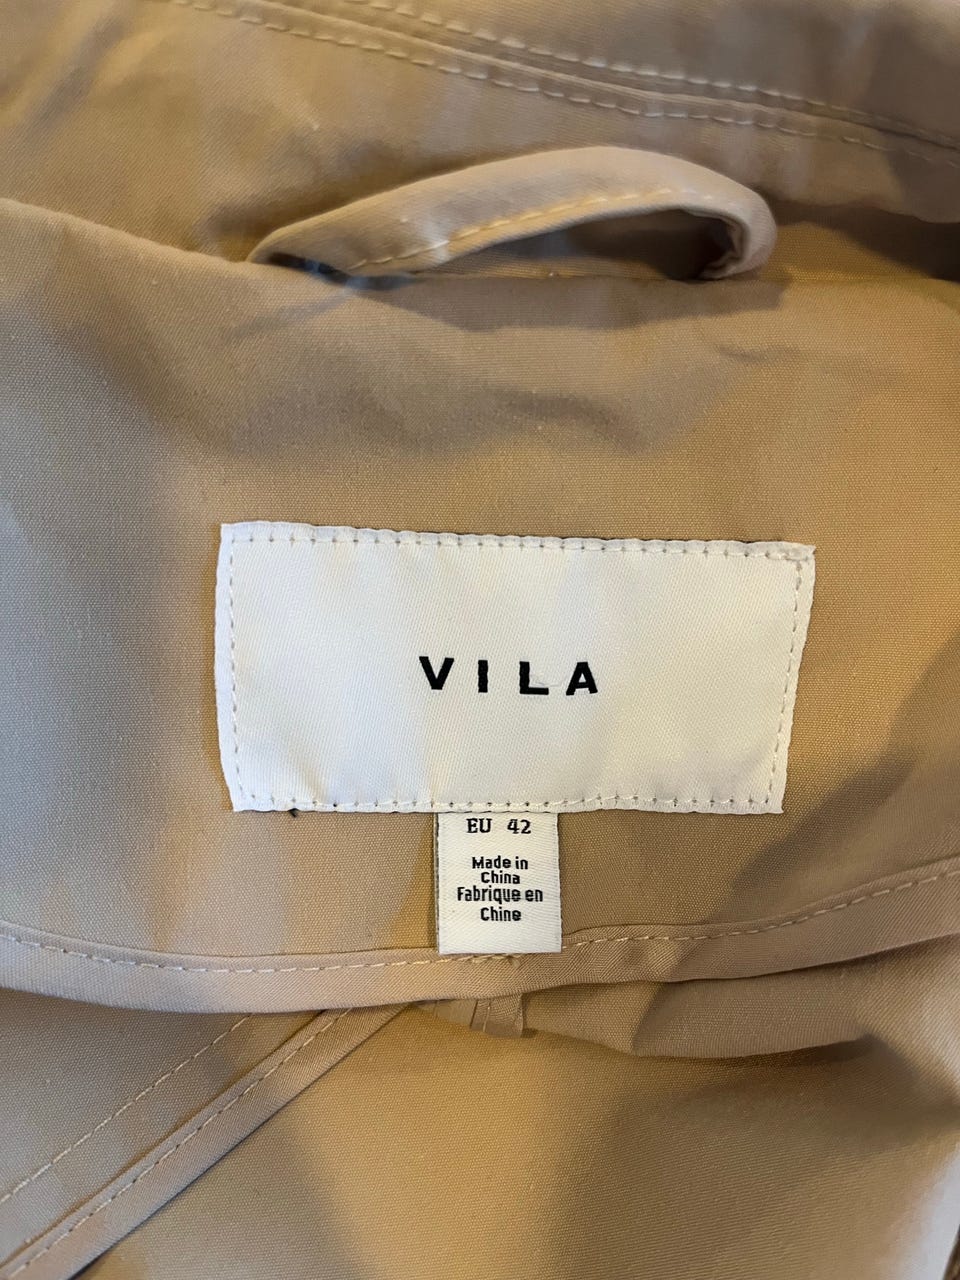 VILA
EU 42
Made in
China
Fabrique en
Chine